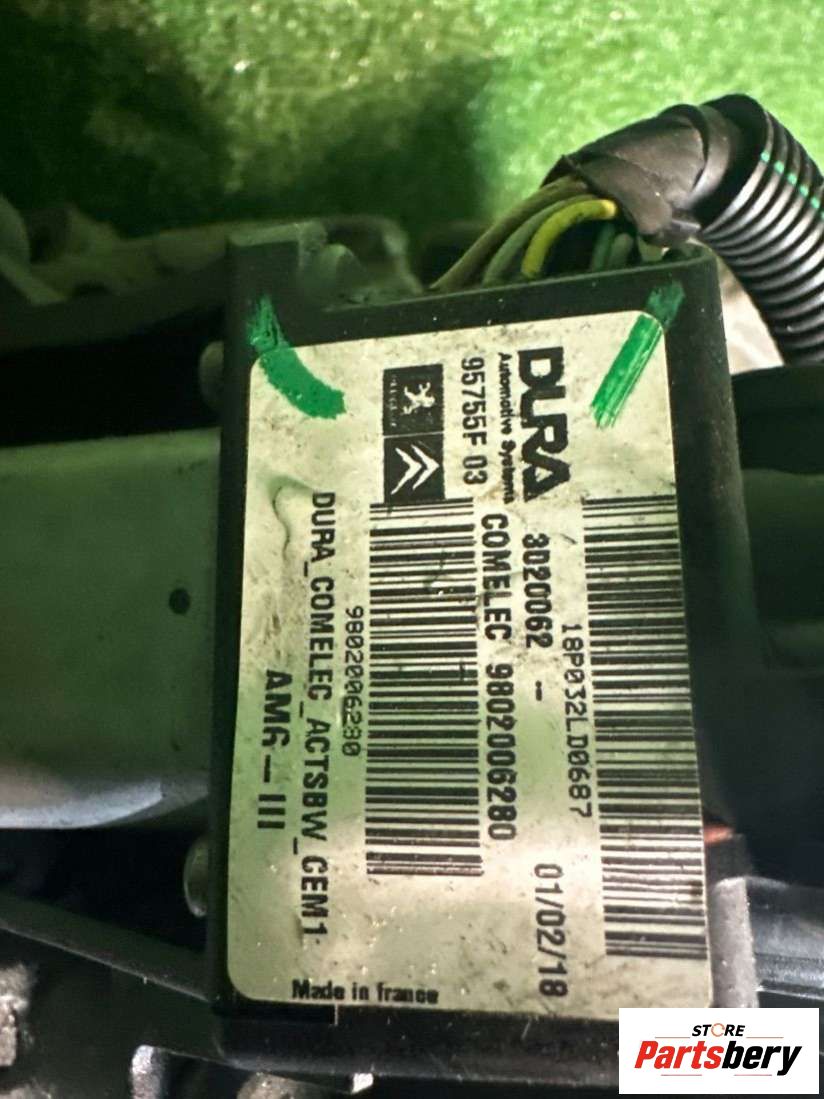 18P032LD0687
DURA 3020062 - 01/02/18
Automotive Systems
95755F 03 COMELEC 9802006280
9802006280
DURA_COMELEC_ACTSBW_CEM1
AM6-III
Made in france
STORE
Partsbery